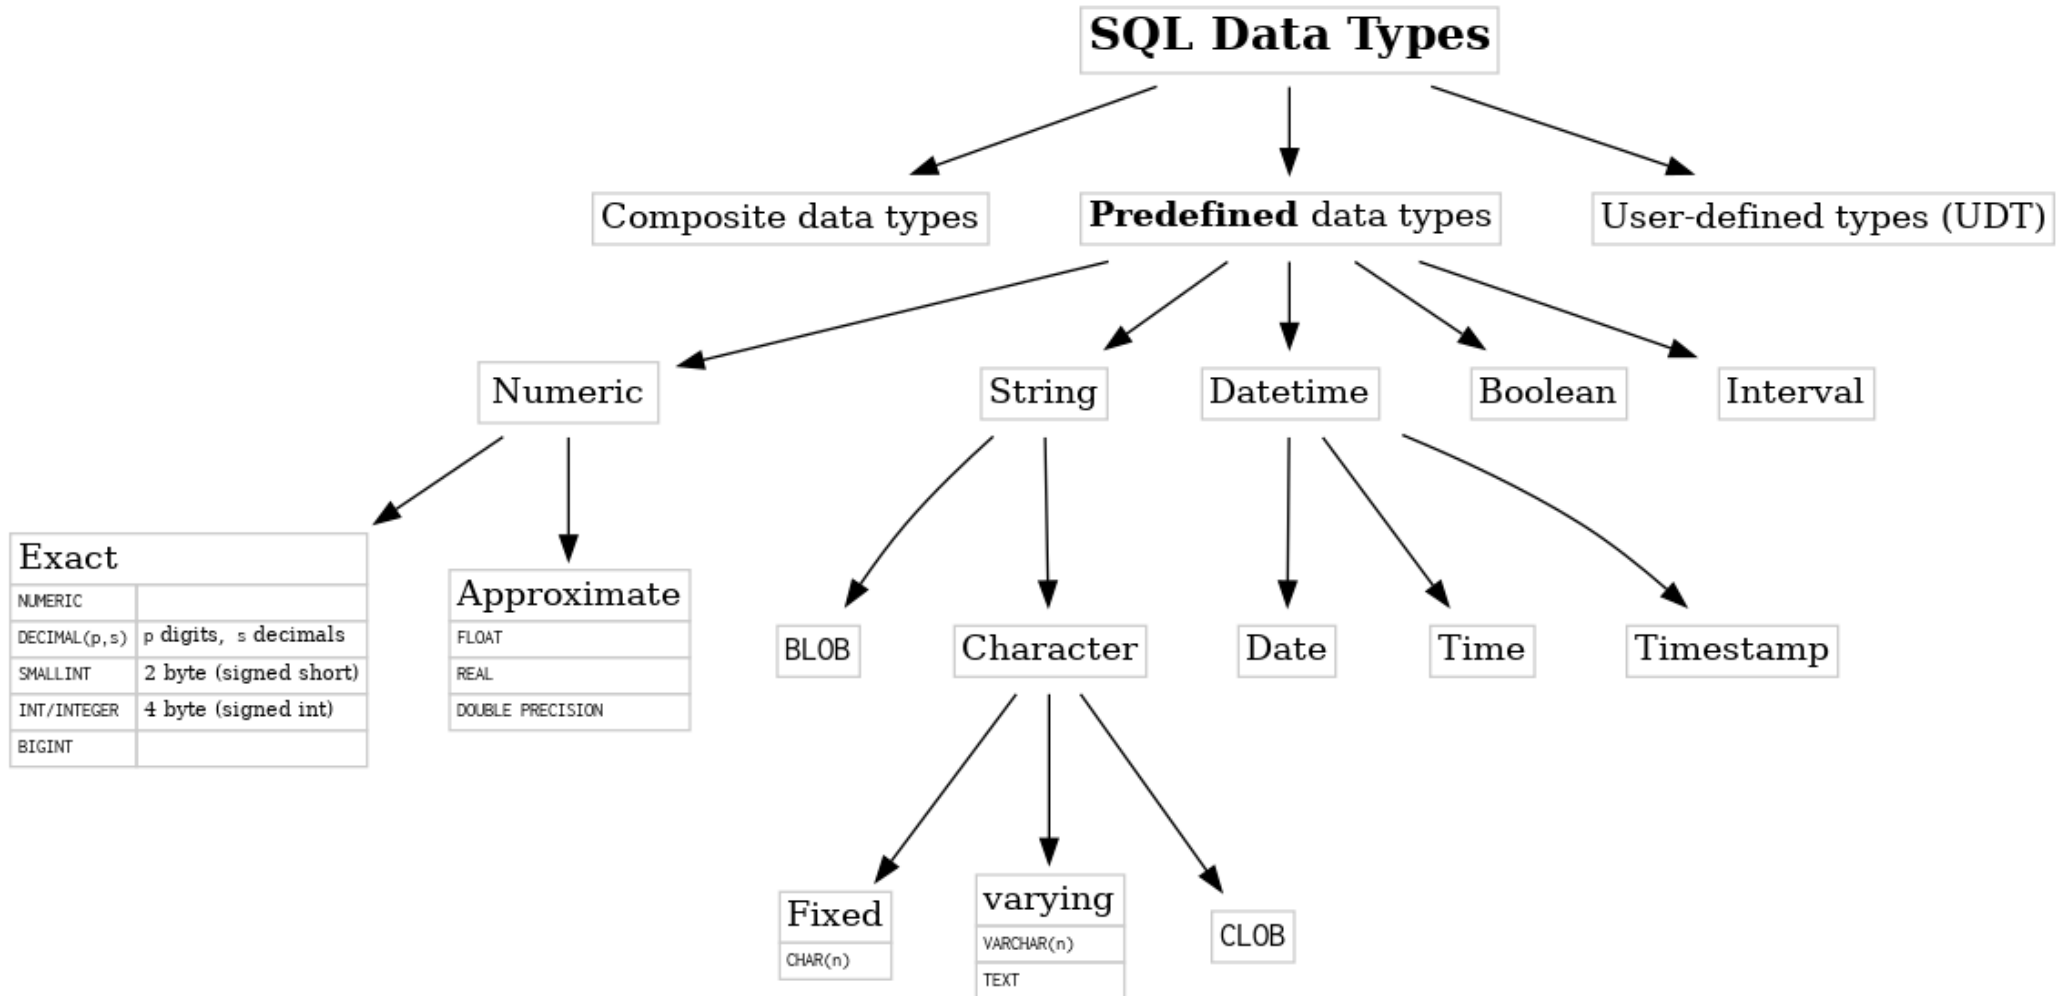 SQL Data Types
Composite data types
Predefined data types
User-defined types (UDT)
Numeric
String
Datetime
Boolean
Interval
Exact
NUMERIC
DECIMAL(p,s) p digits, s decimals
SMALLINT 2 byte (signed short)
INT/INTEGER 4 byte (signed int)
BIGINT
Approximate
FLOAT
REAL
DOUBLE PRECISION
BLOB
Character
Date
Time
Timestamp
Fixed
CHAR(n)
varying
VARCHAR(n)
TEXT
CLOB